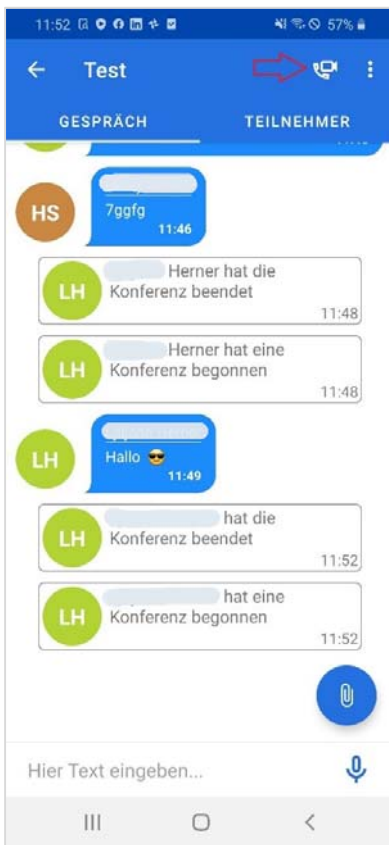 11:52
57%
Test
GESPRÄCH
TEILNEHMER
HS
7ggfg
11:46
LH
Herner hat die
Konferenz beendet
11:48
LH
Herner hat eine
Konferenz begonnen
11:48
LH
Hallo 😎
11:49
LH
hat die
Konferenz beendet
11:52
LH
hat eine
Konferenz begonnen
11:52
Hier Text eingeben...